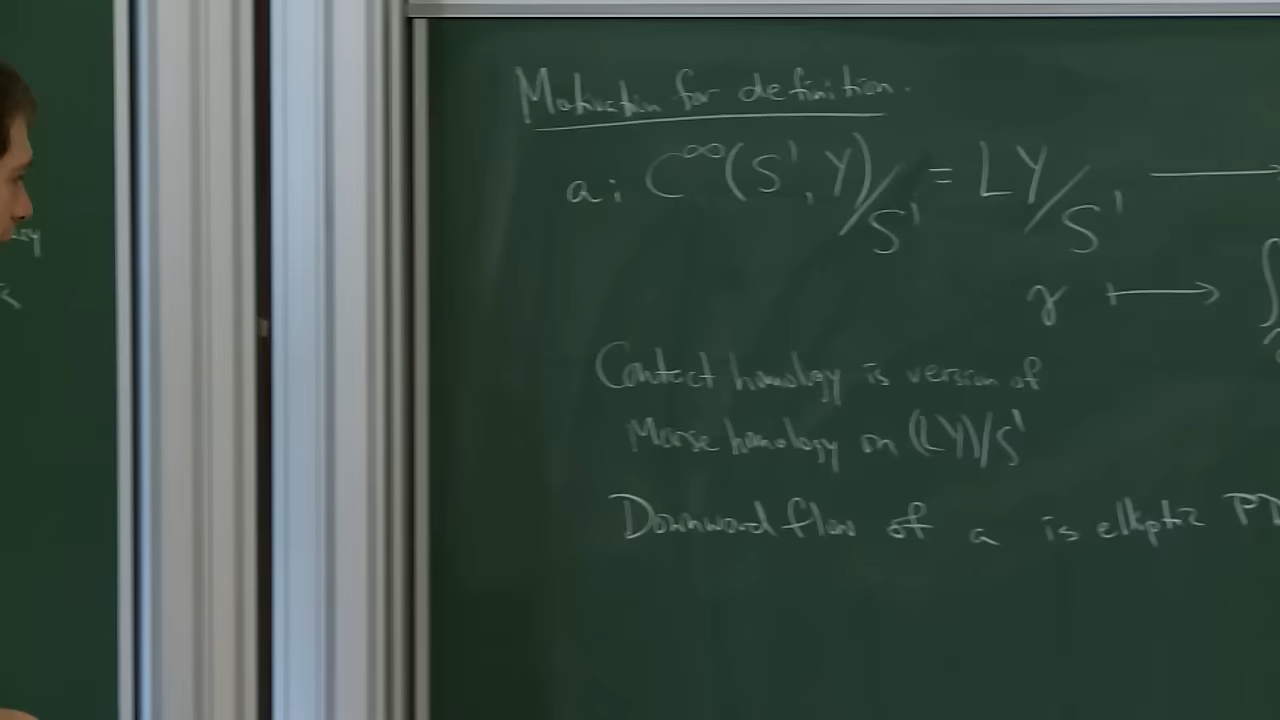 Motivation for definition.
a: C^∞(S¹, Y)/S¹ = LY/S¹ ⟶
γ ⟼ ∫
Contact homology is version of
Morse homology on (LY)/S¹
Downward flow of a is elliptic PD